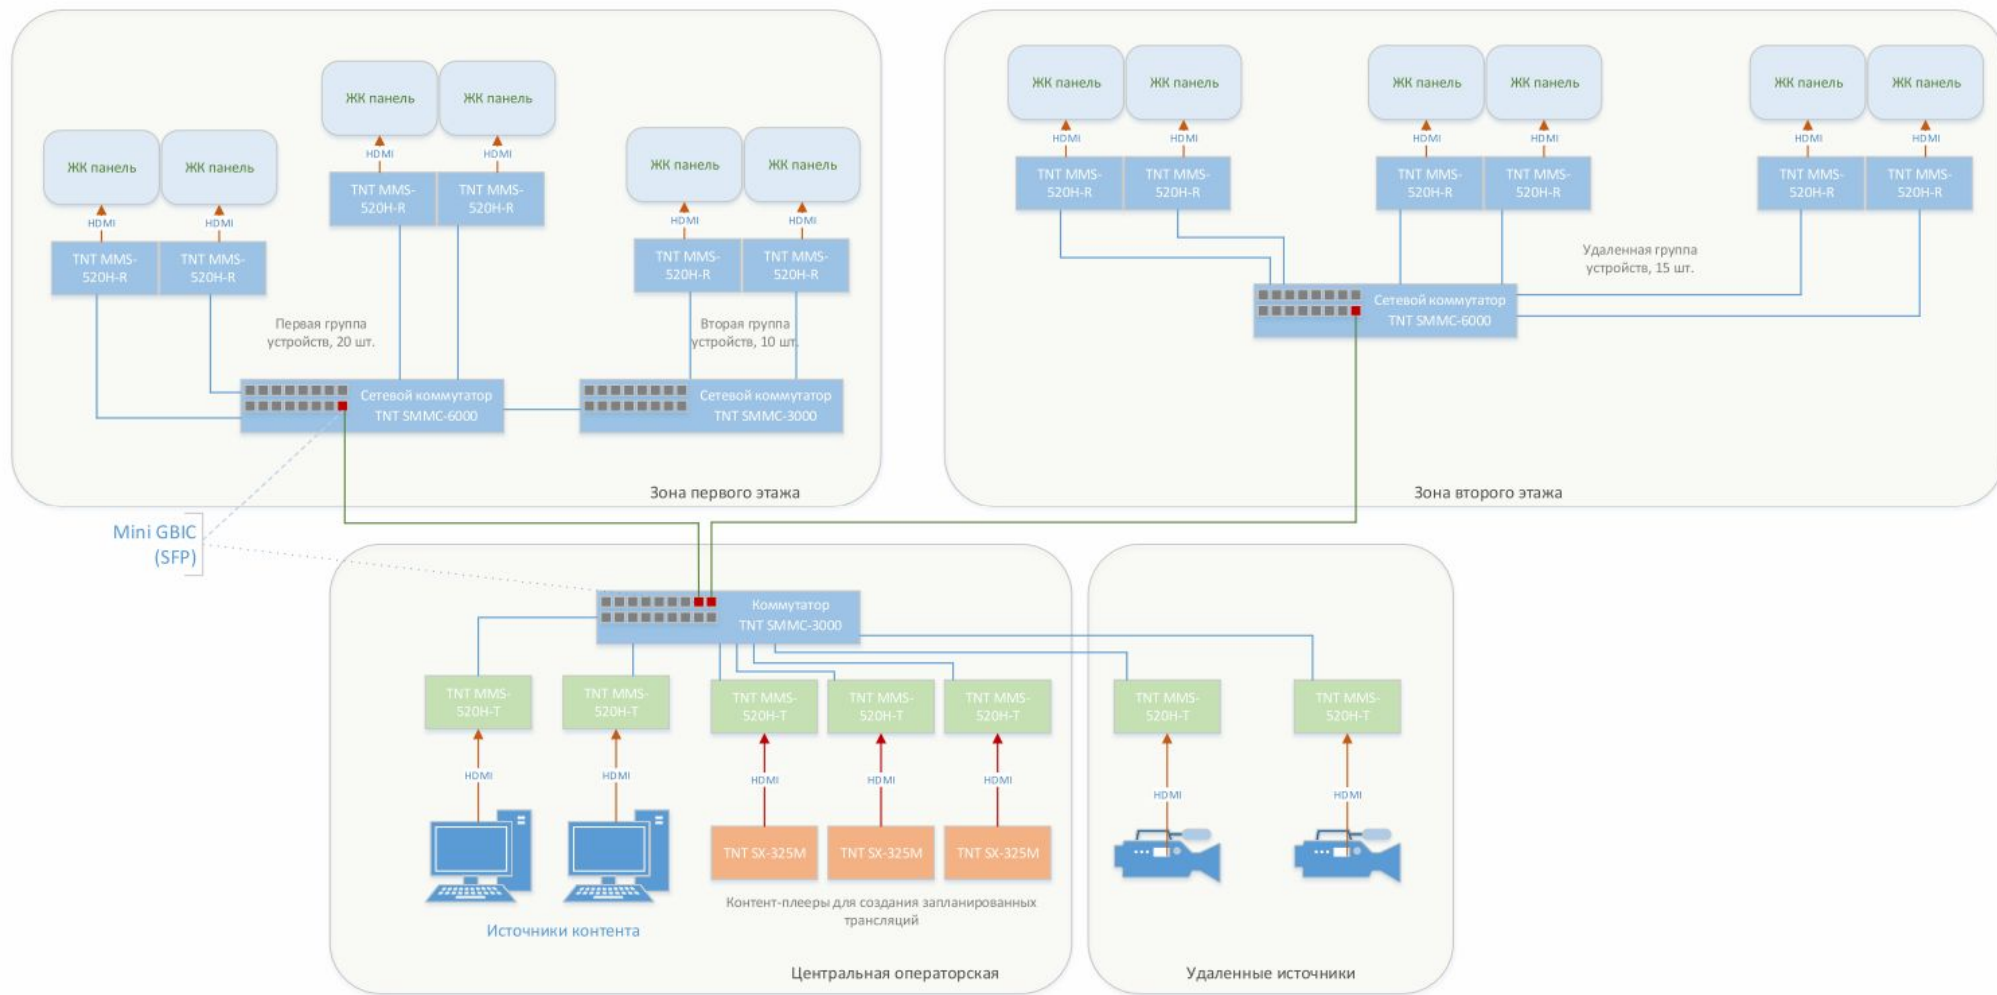 ЖК панель
ЖК панель
HDMI
HDMI
TNT MMS-
520H-R
TNT MMS-
520H-R
ЖК панель
ЖК панель
HDMI
HDMI
TNT MMS-
520H-R
TNT MMS-
520H-R
ЖК панель
ЖК панель
HDMI
HDMI
TNT MMS-
520H-R
TNT MMS-
520H-R
Первая группа
устройств, 20 шт.
Вторая группа
устройств, 10 шт.
Сетевой коммутатор
TNT SMMC-6000
Сетевой коммутатор
TNT SMMC-3000
Зона первого этажа
ЖК панель
ЖК панель
HDMI
HDMI
TNT MMS-
520H-R
TNT MMS-
520H-R
ЖК панель
ЖК панель
HDMI
HDMI
TNT MMS-
520H-R
TNT MMS-
520H-R
ЖК панель
ЖК панель
HDMI
HDMI
TNT MMS-
520H-R
TNT MMS-
520H-R
Удаленная группа
устройств, 15 шт.
Сетевой коммутатор
TNT SMMC-6000
Зона второго этажа
Mini GBIC
(SFP)
Коммутатор
TNT SMMC-3000
TNT MMS-
520H-T
TNT MMS-
520H-T
TNT MMS-
520H-T
TNT MMS-
520H-T
TNT MMS-
520H-T
HDMI
HDMI
HDMI
HDMI
HDMI
TNT SX-325M
TNT SX-325M
TNT SX-325M
Контент-плееры для создания запланированных
трансляций
Источники контента
Центральная операторская
TNT MMS-
520H-T
TNT MMS-
520H-T
HDMI
HDMI
Удаленные источники